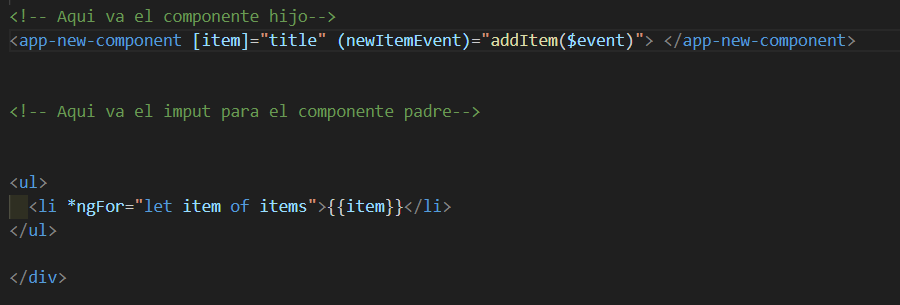 <!-- Aqui va el componente hijo-->
<app-new-component [item]="title" (newItemEvent)="addItem($event)"> </app-new-component>
<!-- Aqui va el imput para el componente padre-->
<ul>
<li *ngFor="let item of items">{{item}}</li>
</ul>
</div>